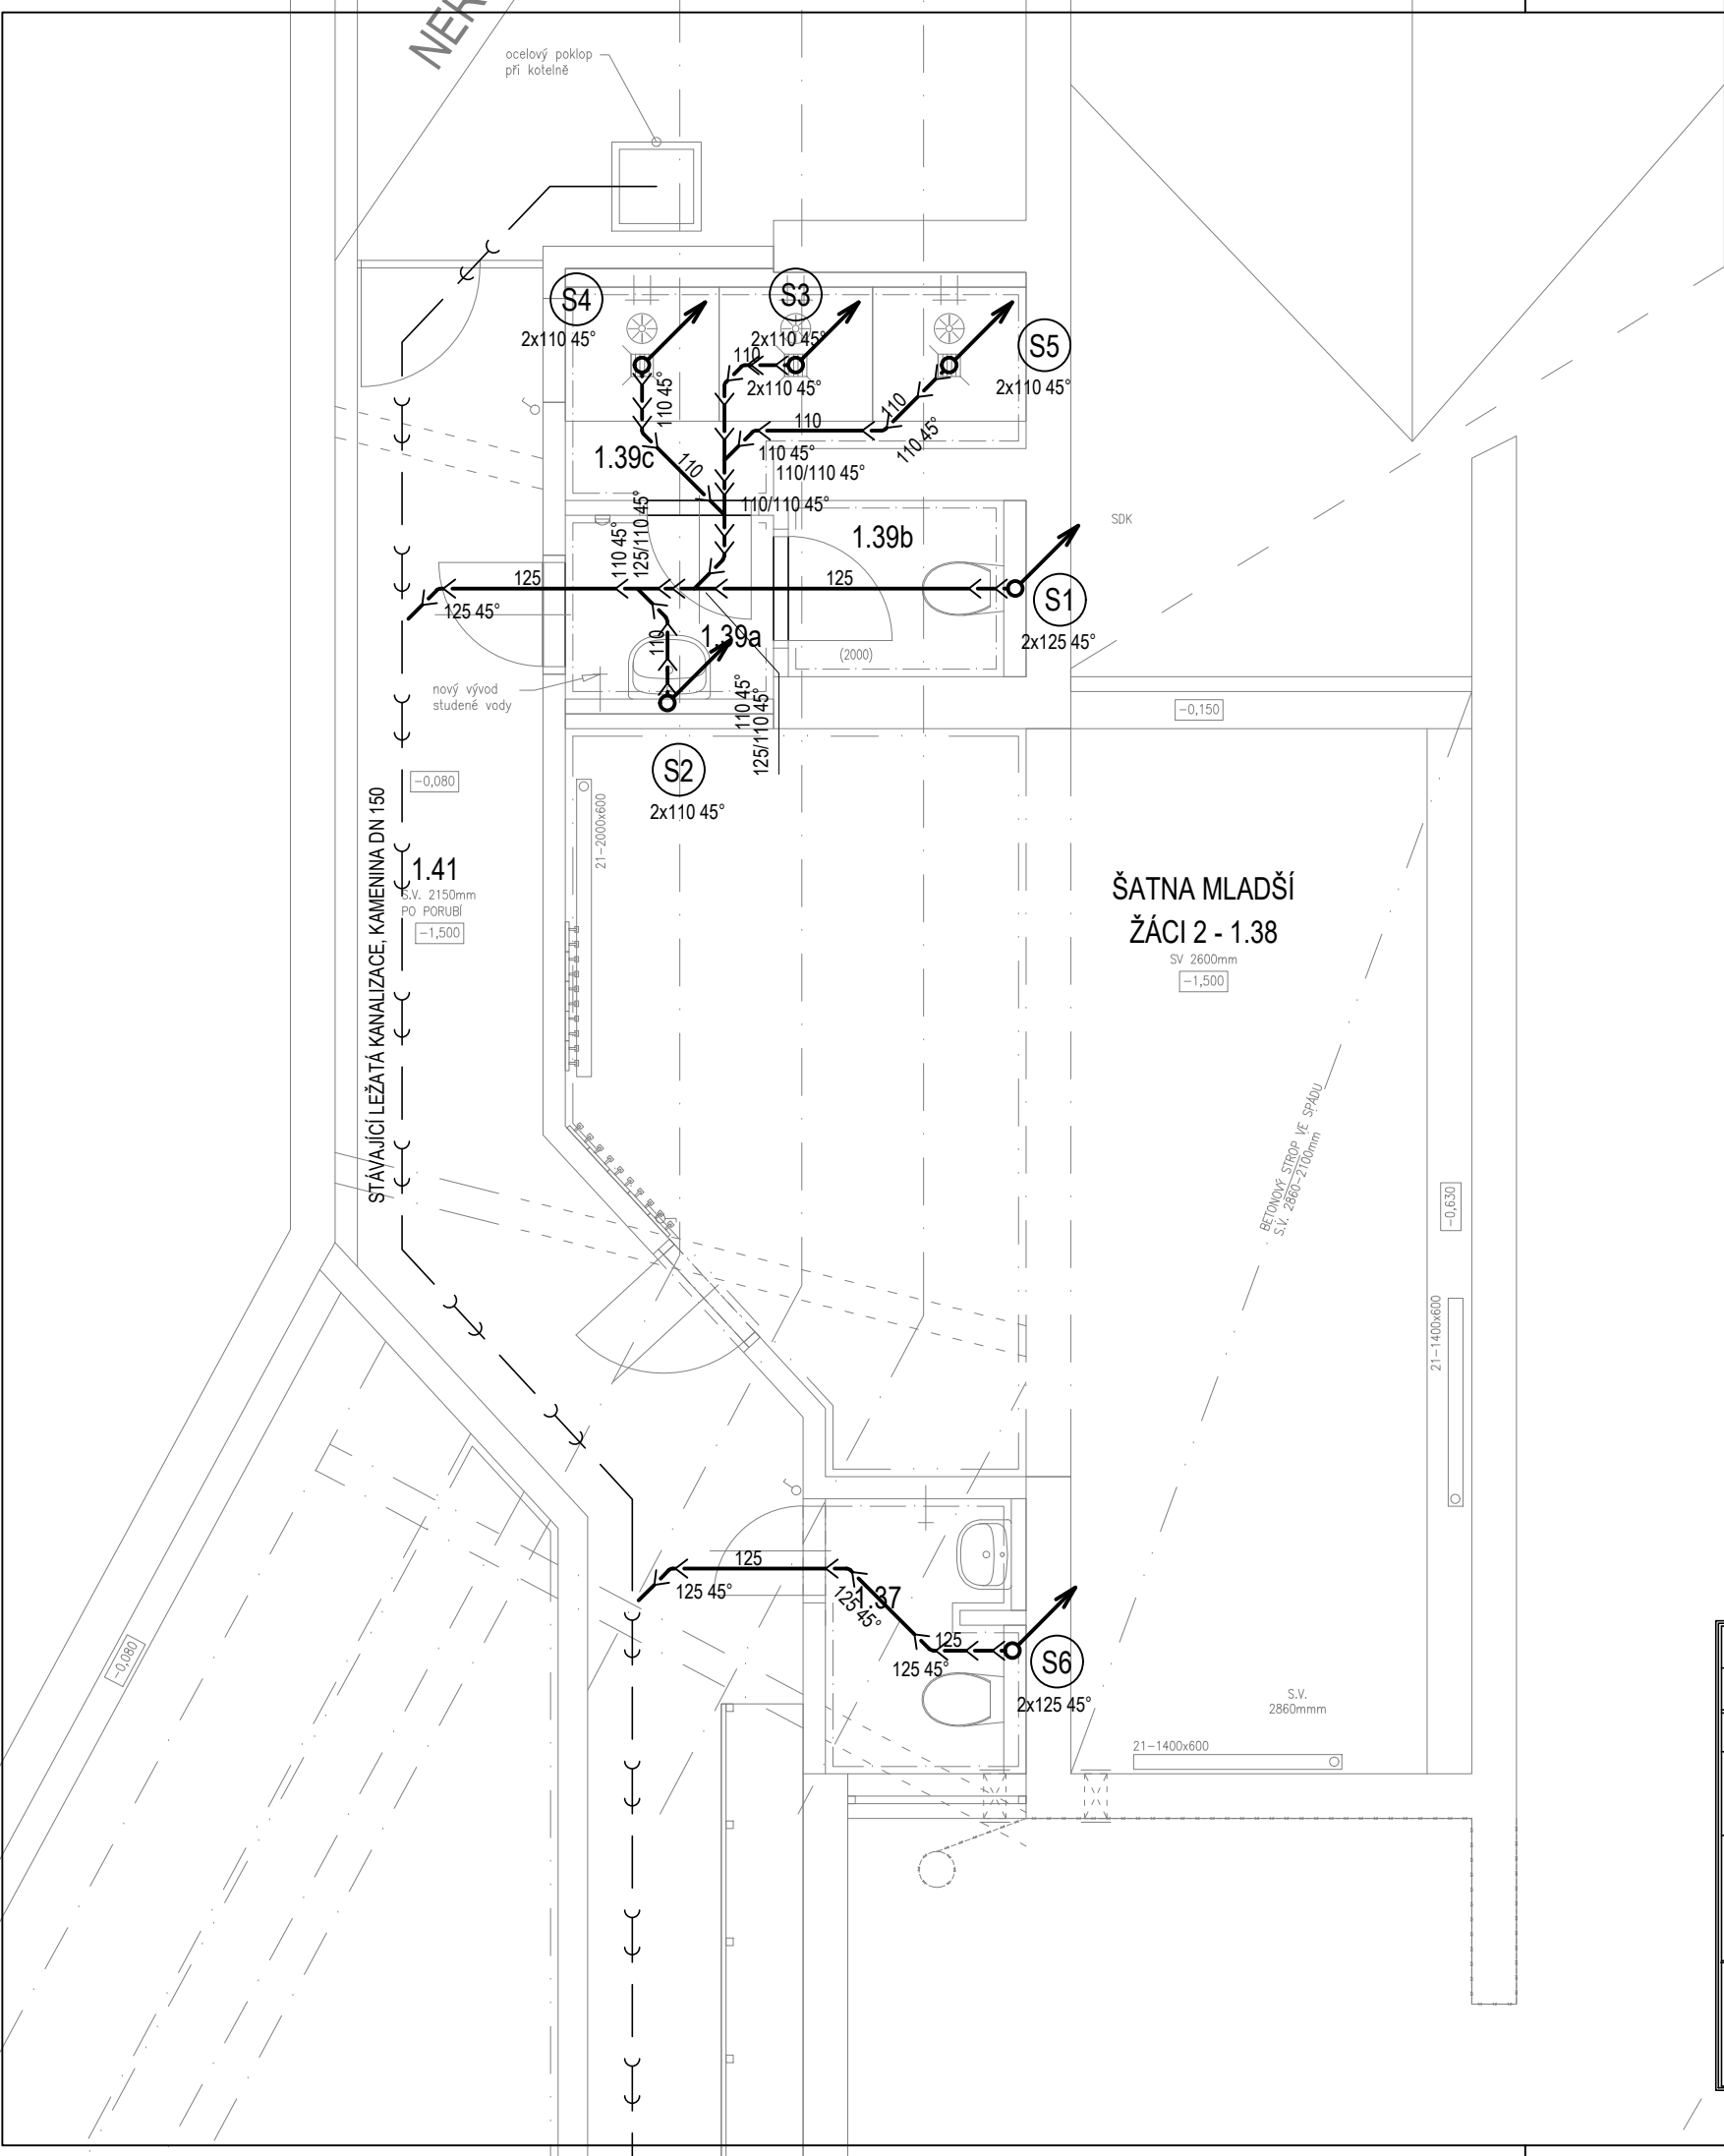 ocelový poklop
při kotelně
S4
2x110 45°
S3
2x110 45°
110
2x110 45°
S5
2x110 45°
110 45°
110
110 45°
110
110 45°
110/110 45°
1.39c
110
110/110 45°
110 45°
125/110 45°
1.39b
SDK
125
125 45°
125
S1
2x125 45°
1.39a
110
(2000)
nový vývod
studené vody
110 45°
125/110 45°
-0,150
S2
2x110 45°
-0,080
21-2000x600
STÁVAJÍCÍ LEŽATÁ KANALIZACE, KAMENINA DN 150
1.41
S.V. 2150mm
PO PORUBÍ
-1,500
ŠATNA MLADŠÍ
ŽÁCI 2 - 1.38
SV 2600mm
-1,500
BETONOVÝ STROP VE SPÁDU
S.V. 2860-2100mm
-0,630
21-1400x600
125
125 45°
1.37
125 45°
125
125 45°
S6
2x125 45°
-0,080
S.V.
2860mmm
21-1400x600